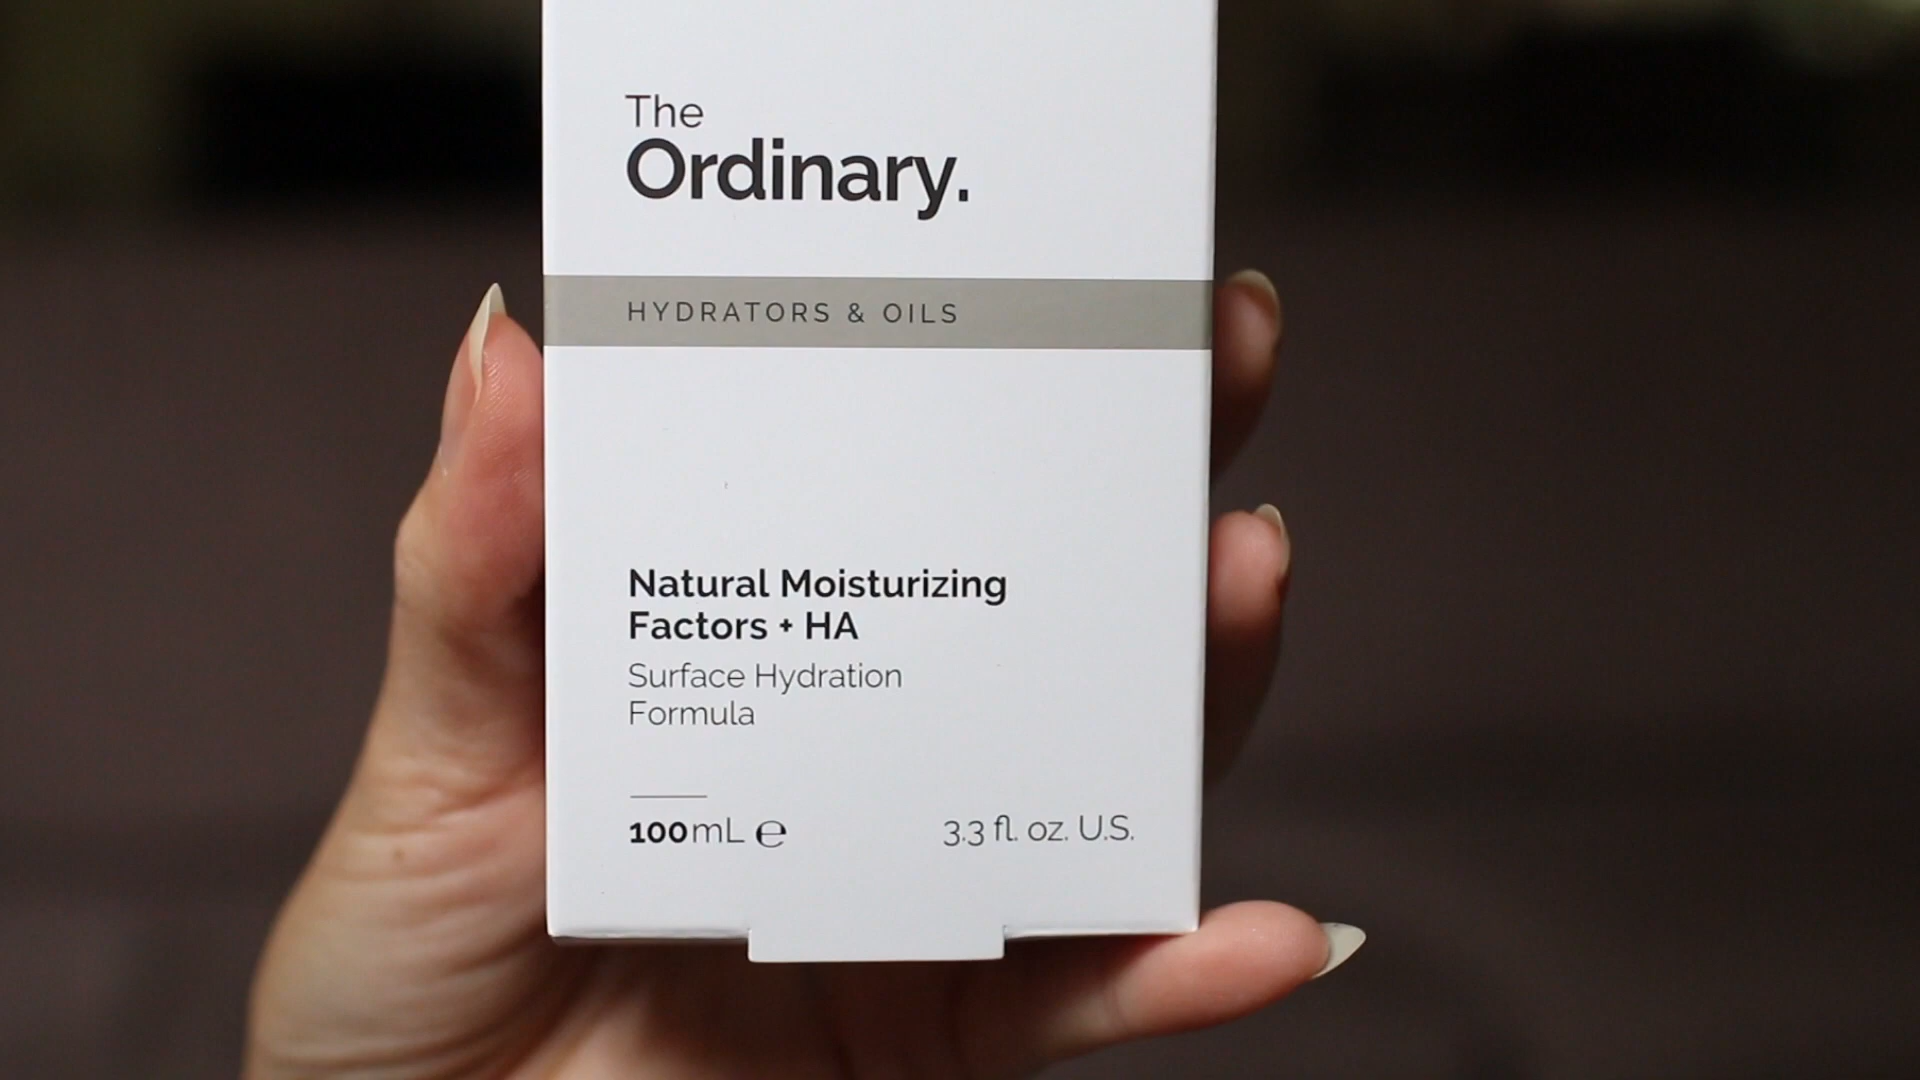 The
Ordinary.
HYDRATORS & OILS
Natural Moisturizing
Factors + HA
Surface Hydration
Formula
100mL ℮
3.3 fl. oz. U.S.